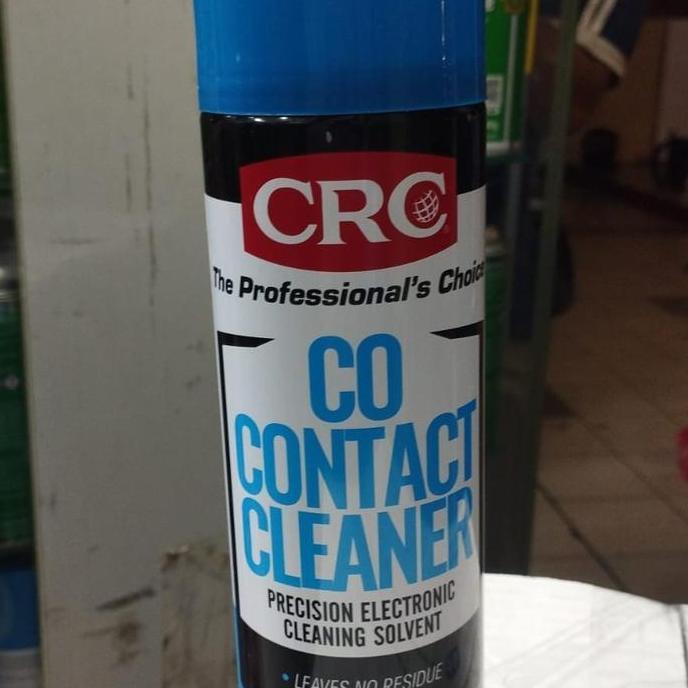 CRC
The Professional's Choice
CO
CONTACT
CLEANER
PRECISION ELECTRONIC
CLEANING SOLVENT
• LEAVES NO RESIDUE